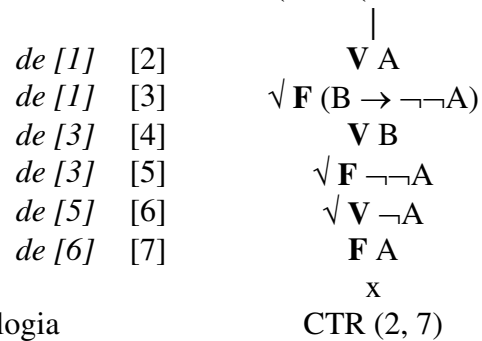 de [1] [2] V A
de [1] [3] √ F (B → ¬¬A)
de [3] [4] V B
de [3] [5] √ F ¬¬A
de [5] [6] √ V ¬A
de [6] [7] F A
x
logia CTR (2, 7)